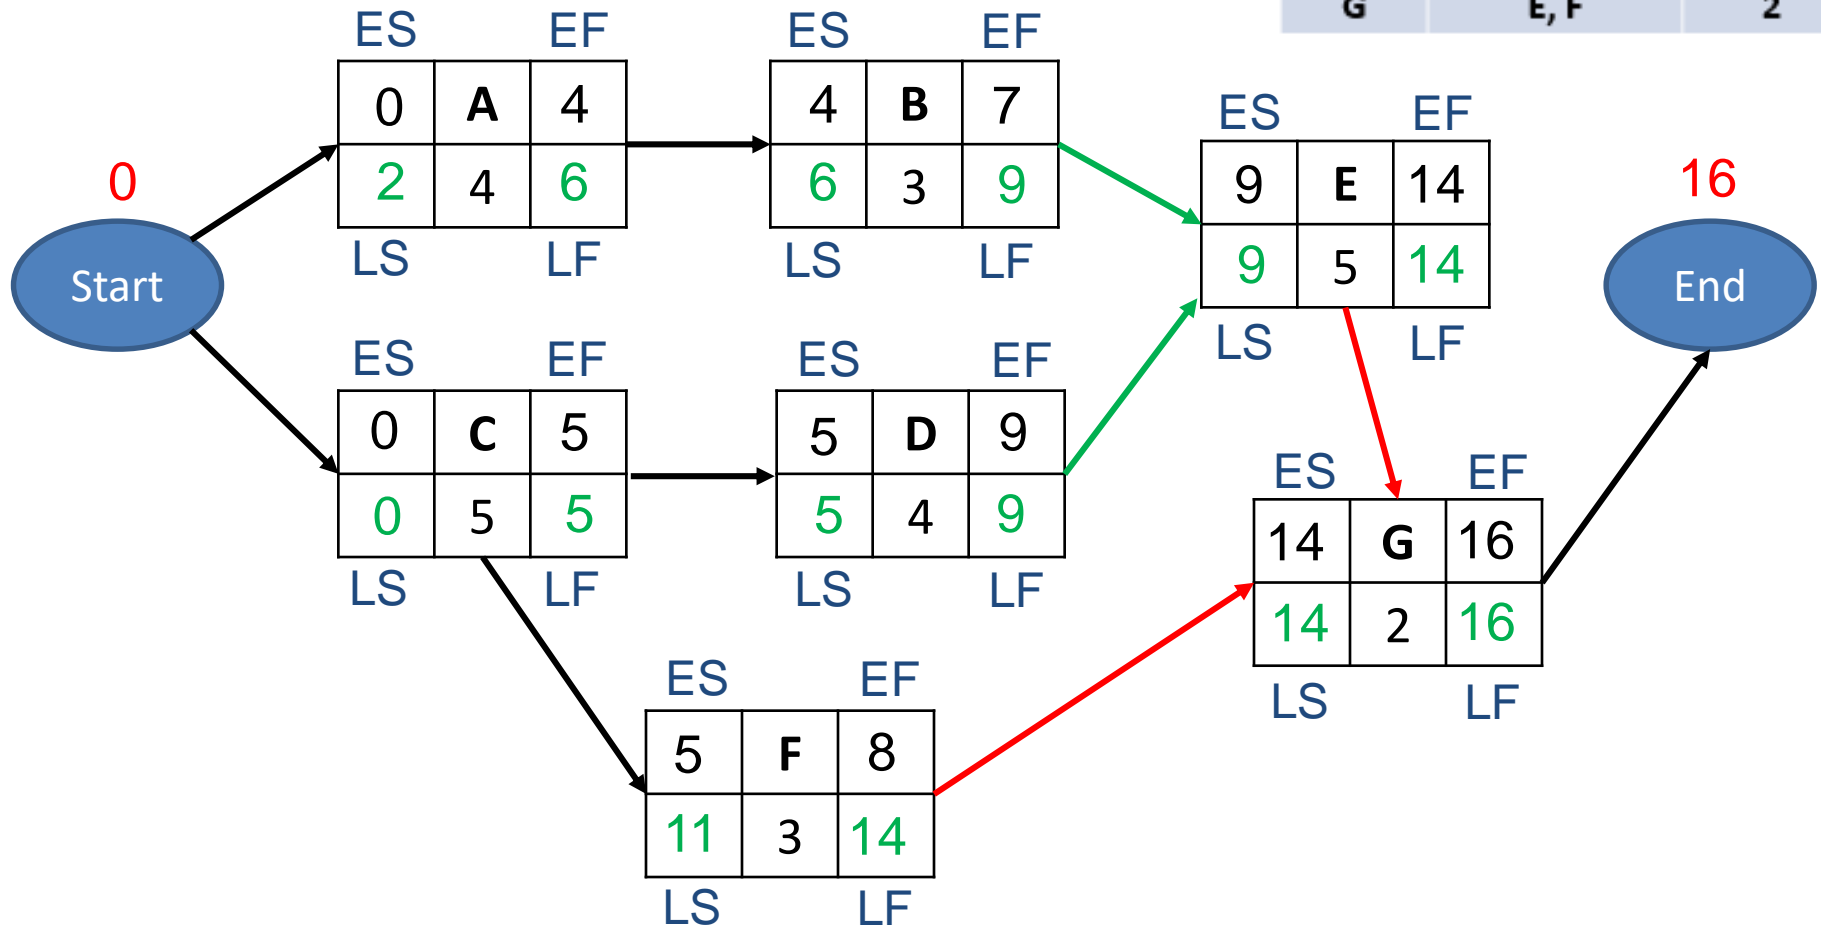 G E, F 2
ES EF
0 A 4
2 4 6
LS LF
ES EF
4 B 7
6 3 9
LS LF
ES EF
9 E 14
9 5 14
LS LF
0
Start
16
End
ES EF
0 C 5
0 5 5
LS LF
ES EF
5 D 9
5 4 9
LS LF
ES EF
14 G 16
14 2 16
LS LF
ES EF
5 F 8
11 3 14
LS LF